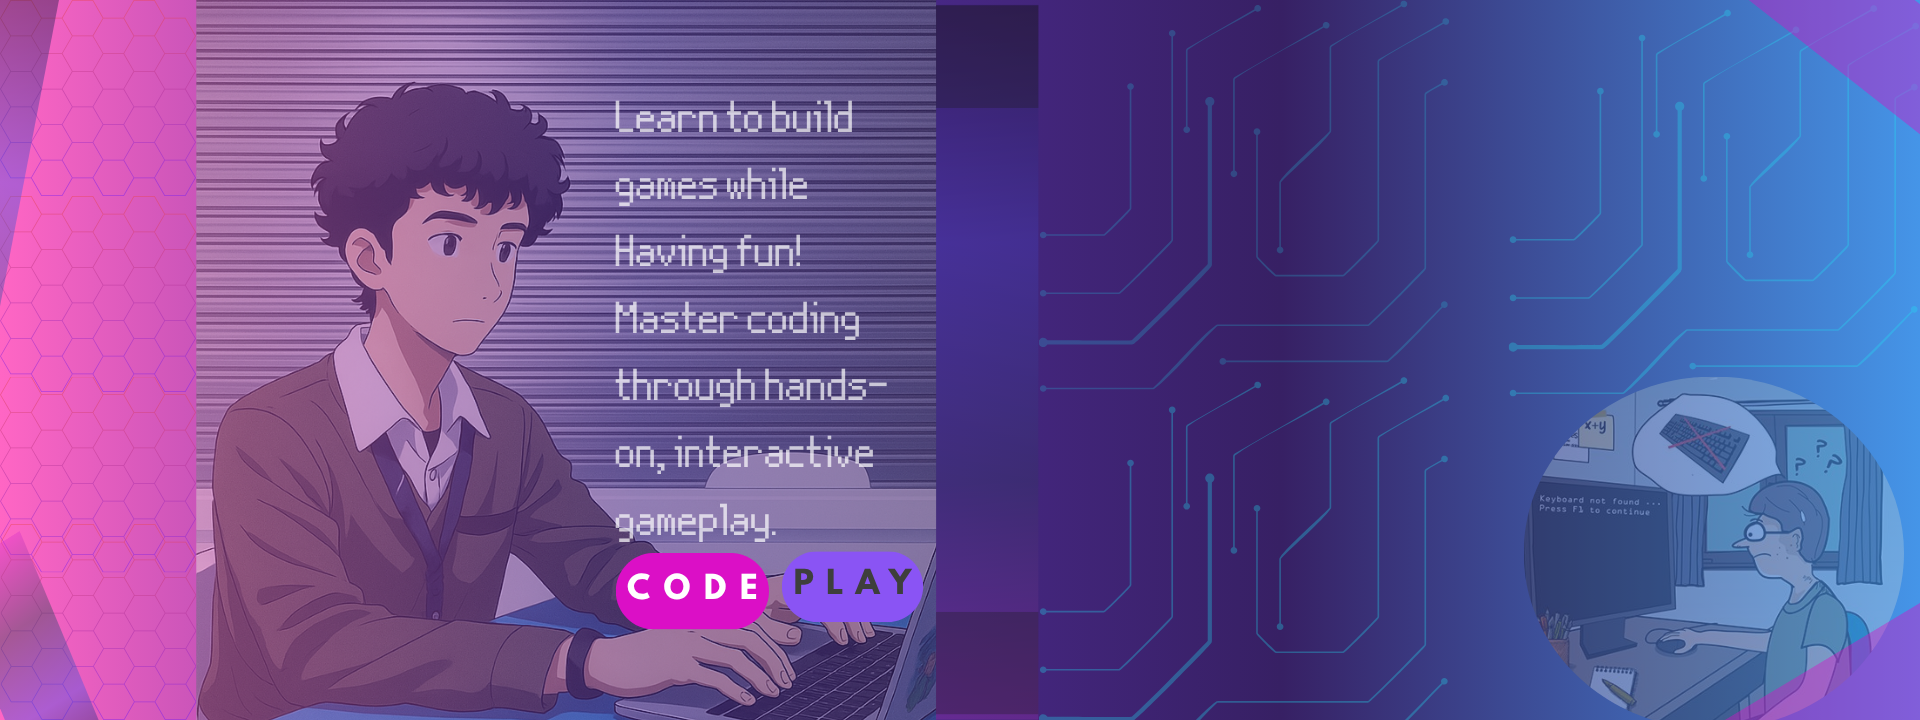 Learn to build
games while
Having fun!
Master coding
through hands-
on, interactive
gameplay.
CODE
PLAY
x+y
? ? ?
Keyboard not found ...
Press F1 to continue